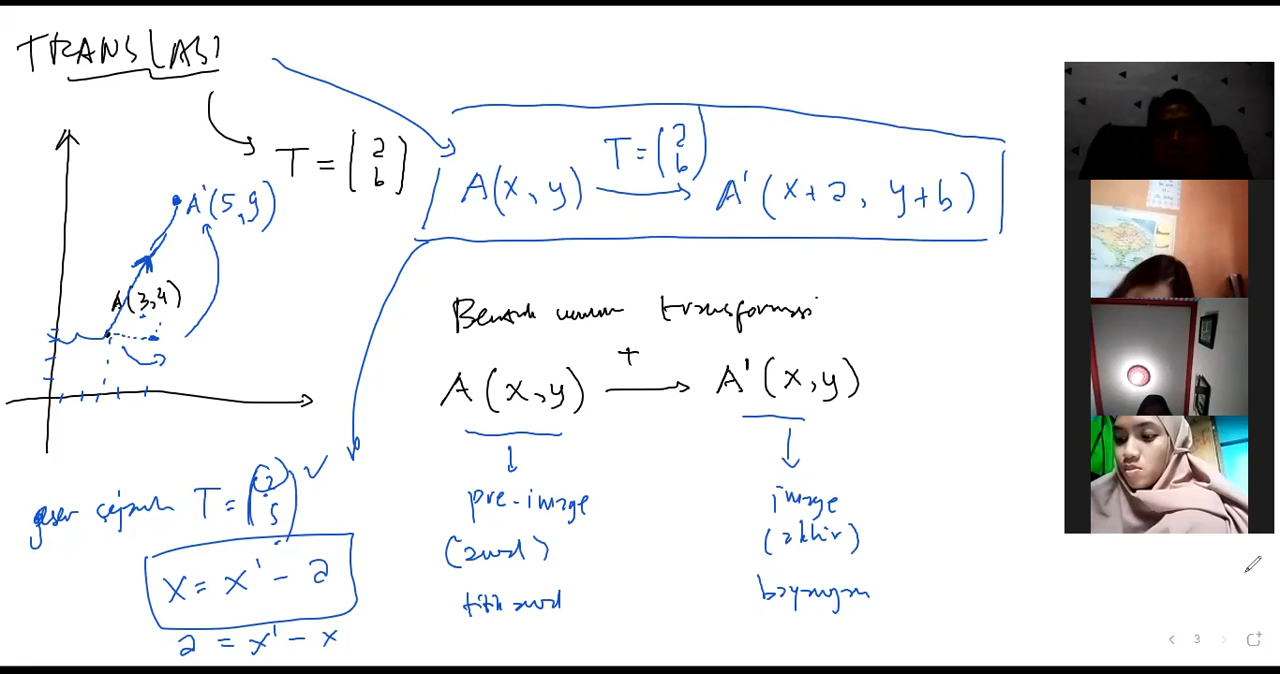 TRANSLASI
T = (a b)
A(x, y) T = (a b) → A'(x+a, y+b)
A'(5,9)
A(3,4)
Bentuk umum transformasi
A(x,y) T → A'(x,y)
pre-image
(awal)
titik awal
image
(akhir)
bayangan
geser sejauh T = (2 5) ✓
x = x' - a
a = x' - x
3